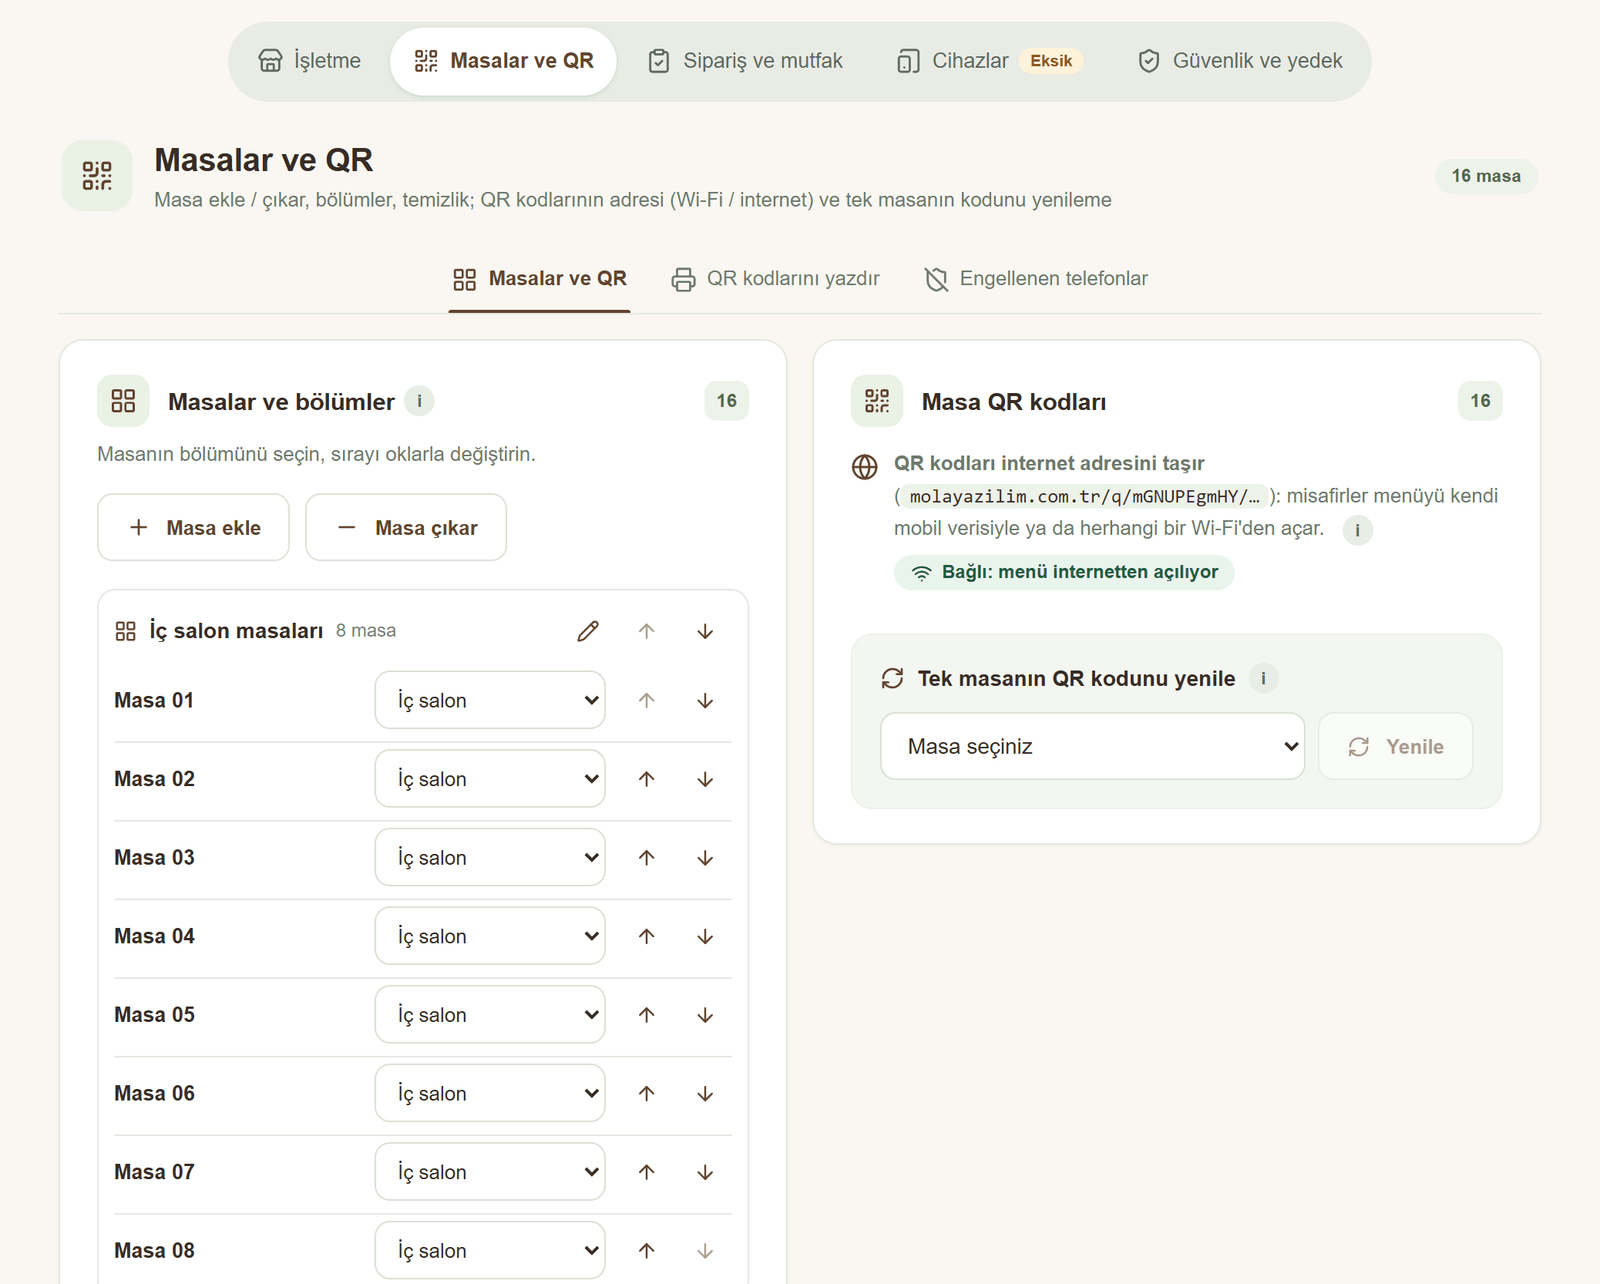 İşletme
Masalar ve QR
Sipariş ve mutfak
Cihazlar Eksik
Güvenlik ve yedek
Masalar ve QR
Masa ekle / çıkar, bölümler, temizlik; QR kodlarının adresi (Wi-Fi / internet) ve tek masanın kodunu yenileme
16 masa
Masalar ve QR
QR kodlarını yazdır
Engellenen telefonlar
Masalar ve bölümler i
16
Masanın bölümünü seçin, sırayı oklarla değiştirin.
Masa ekle
Masa çıkar
İç salon masaları 8 masa
Masa 01 İç salon
Masa 02 İç salon
Masa 03 İç salon
Masa 04 İç salon
Masa 05 İç salon
Masa 06 İç salon
Masa 07 İç salon
Masa 08 İç salon
Masa QR kodları
16
QR kodları internet adresini taşır
(molayazilim.com.tr/q/mGNUPEgmHY/…): misafirler menüyü kendi
mobil verisiyle ya da herhangi bir Wi-Fi'den açar. i
Bağlı: menü internetten açılıyor
Tek masanın QR kodunu yenile i
Masa seçiniz
Yenile